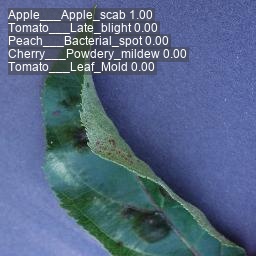 Apple___Apple_scab 1.00
Tomato___Late_blight 0.00
Peach___Bacterial_spot 0.00
Cherry___Powdery_mildew 0.00
Tomato___Leaf_Mold 0.00